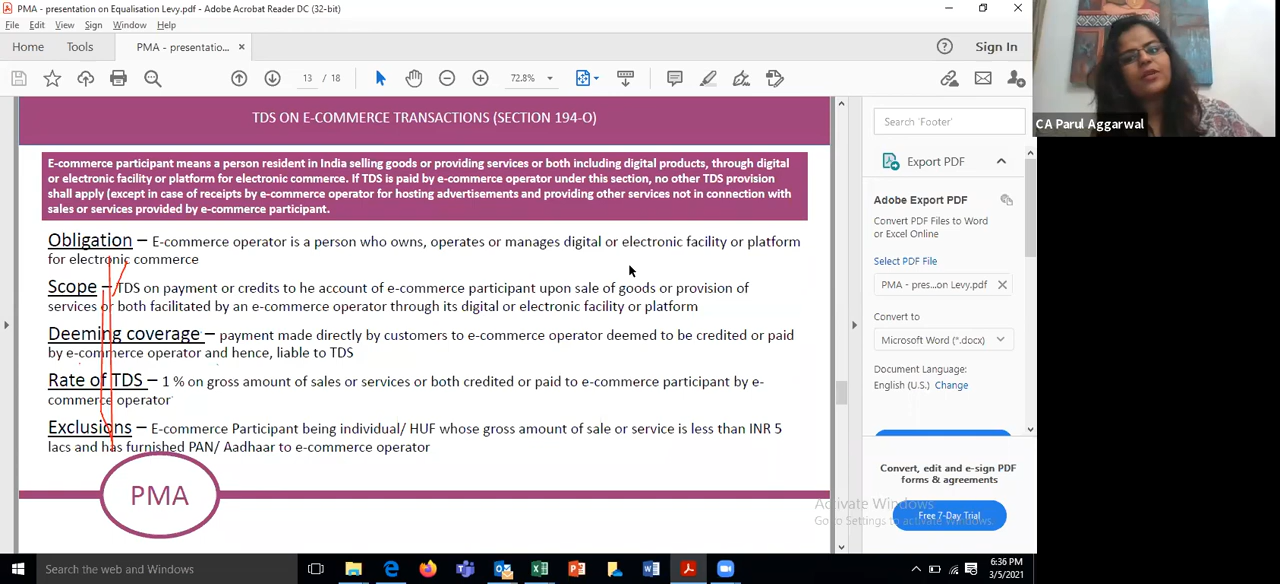 PMA - presentation on Equalisation Levy.pdf - Adobe Acrobat Reader DC (32-bit)
File Edit View Sign Window Help
Home Tools PMA - presentatio... × Sign In
13 / 18 72.8%
TDS ON E-COMMERCE TRANSACTIONS (SECTION 194-O)
E-commerce participant means a person resident in India selling goods or providing services or both including digital products, through digital
or electronic facility or platform for electronic commerce. If TDS is paid by e-commerce operator under this section, no other TDS provision
shall apply (except in case of receipts by e-commerce operator for hosting advertisements and providing other services not in connection with
sales or services provided by e-commerce participant.
Obligation – E-commerce operator is a person who owns, operates or manages digital or electronic facility or platform
for electronic commerce
Scope – TDS on payment or credits to he account of e-commerce participant upon sale of goods or provision of
services or both facilitated by an e-commerce operator through its digital or electronic facility or platform
Deeming coverage – payment made directly by customers to e-commerce operator deemed to be credited or paid
by e-commerce operator and hence, liable to TDS
Rate of TDS – 1 % on gross amount of sales or services or both credited or paid to e-commerce participant by e-
commerce operator
Exclusions – E-commerce Participant being individual/ HUF whose gross amount of sale or service is less than INR 5
lacs and has furnished PAN/ Aadhaar to e-commerce operator
PMA
Search 'Footer'
Export PDF
Adobe Export PDF
Convert PDF Files to Word
or Excel Online
Select PDF File
PMA - pres...on Levy.pdf
Convert to
Microsoft Word (*.docx)
Document Language:
English (U.S.) Change
Convert, edit and e-sign PDF
forms & agreements
Free 7-Day Trial
Activate Windows
Go to Settings to activate Windows.
CA Parul Aggarwal
Search the web and Windows
6:36 PM
3/5/2021